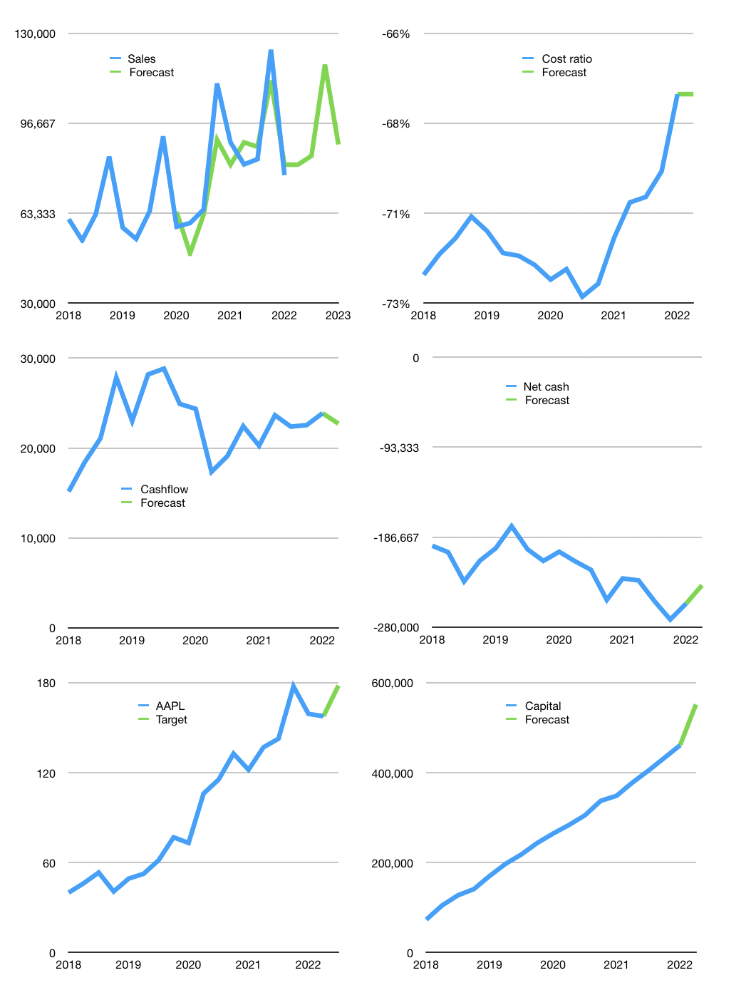 130,000
96,667
63,333
30,000
Sales
Forecast
2018 2019 2020 2021 2022 2023
-66%
-68%
-71%
-73%
Cost ratio
Forecast
2018 2019 2020 2021 2022
30,000
20,000
10,000
0
Cashflow
Forecast
2018 2019 2020 2021 2022
0
-93,333
-186,667
-280,000
Net cash
Forecast
2018 2019 2020 2021 2022
180
120
60
0
AAPL
Target
2018 2019 2020 2021 2022
600,000
400,000
200,000
0
Capital
Forecast
2018 2019 2020 2021 2022